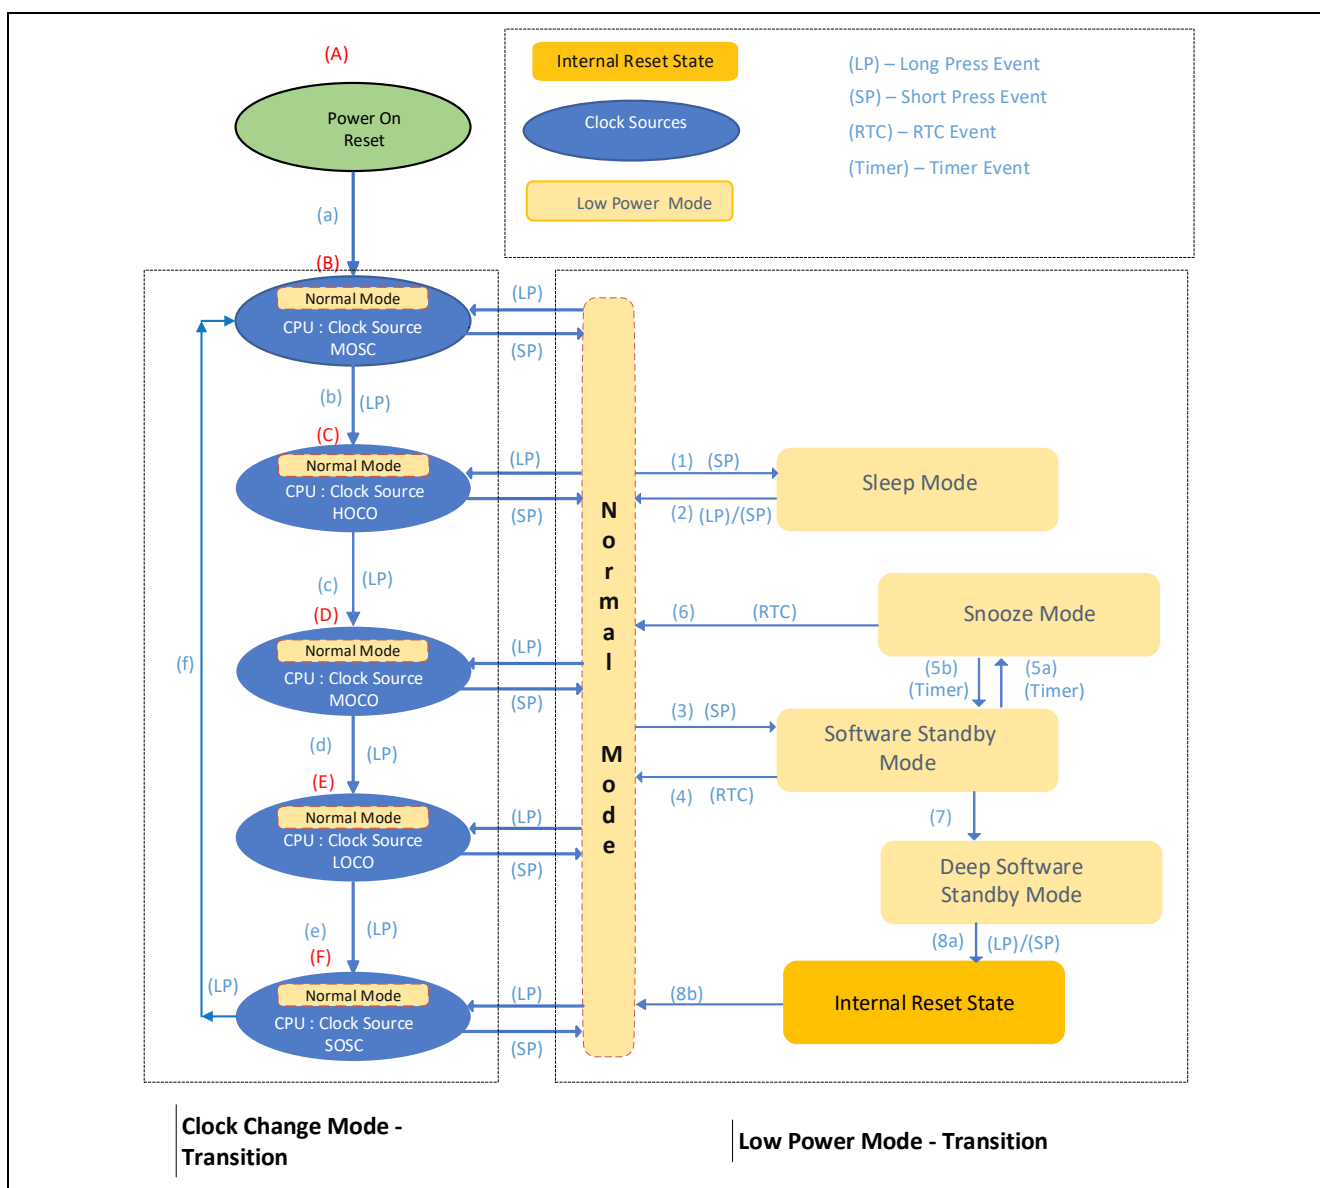 (A)
Power On
Reset
Internal Reset State
Clock Sources
Low Power Mode
(LP) – Long Press Event
(SP) – Short Press Event
(RTC) – RTC Event
(Timer) – Timer Event
(a)
(B)
Normal Mode
CPU : Clock Source
MOSC
(LP)
(SP)
(b)
(LP)
(C)
Normal Mode
CPU : Clock Source
HOCO
(LP)
(SP)
(c)
(LP)
(D)
Normal Mode
CPU : Clock Source
MOCO
(LP)
(SP)
(f)
(d)
(LP)
(E)
Normal Mode
CPU : Clock Source
LOCO
(LP)
(SP)
(e)
(LP)
(F)
Normal Mode
CPU : Clock Source
SOSC
(LP)
(LP)
(SP)
N
o
r
m
a
l
M
o
d
e
(1) (SP)
(2) (LP)/(SP)
Sleep Mode
(6) (RTC)
Snooze Mode
(5b)
(Timer)
(5a)
(Timer)
(3) (SP)
(4) (RTC)
Software Standby
Mode
(7)
Deep Software
Standby Mode
(8a) (LP)/(SP)
(8b)
Internal Reset State
Clock Change Mode -
Transition
Low Power Mode - Transition